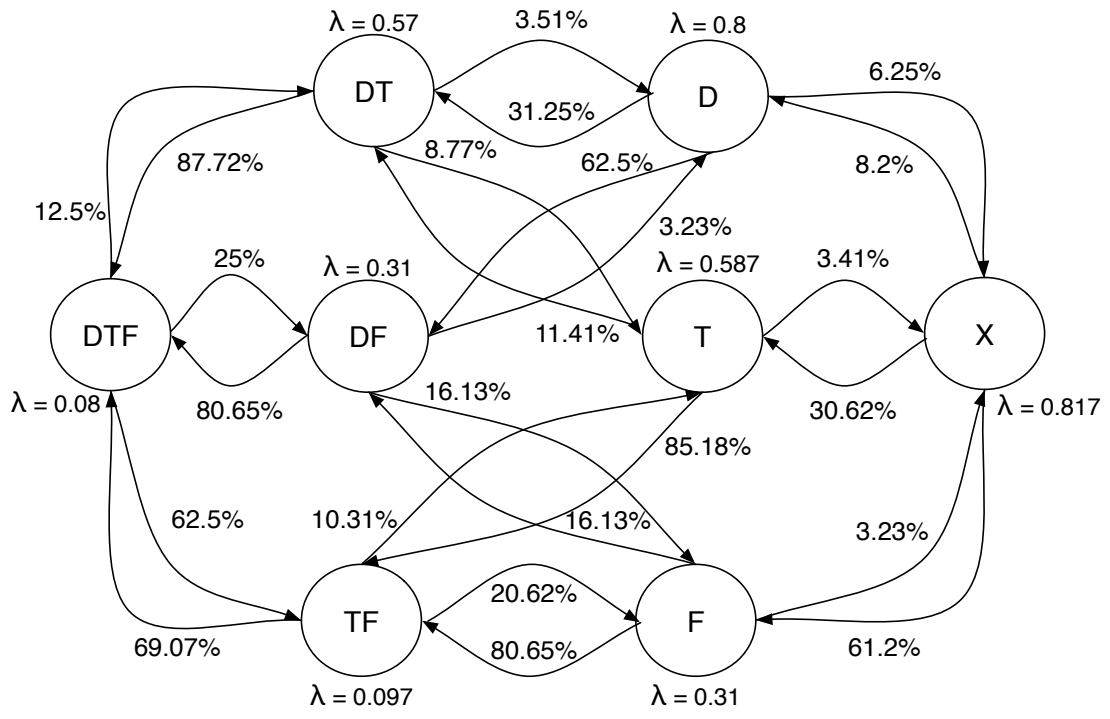 λ = 0.57
3.51%
λ = 0.8
DT
D
6.25%
31.25%
8.77%
62.5%
87.72%
8.2%
12.5%
3.23%
25%
λ = 0.31
λ = 0.587
3.41%
DTF
DF
11.41%
T
X
λ = 0.08
80.65%
16.13%
30.62%
λ = 0.817
85.18%
62.5%
10.31%
16.13%
3.23%
20.62%
TF
F
69.07%
80.65%
61.2%
λ = 0.097
λ = 0.31